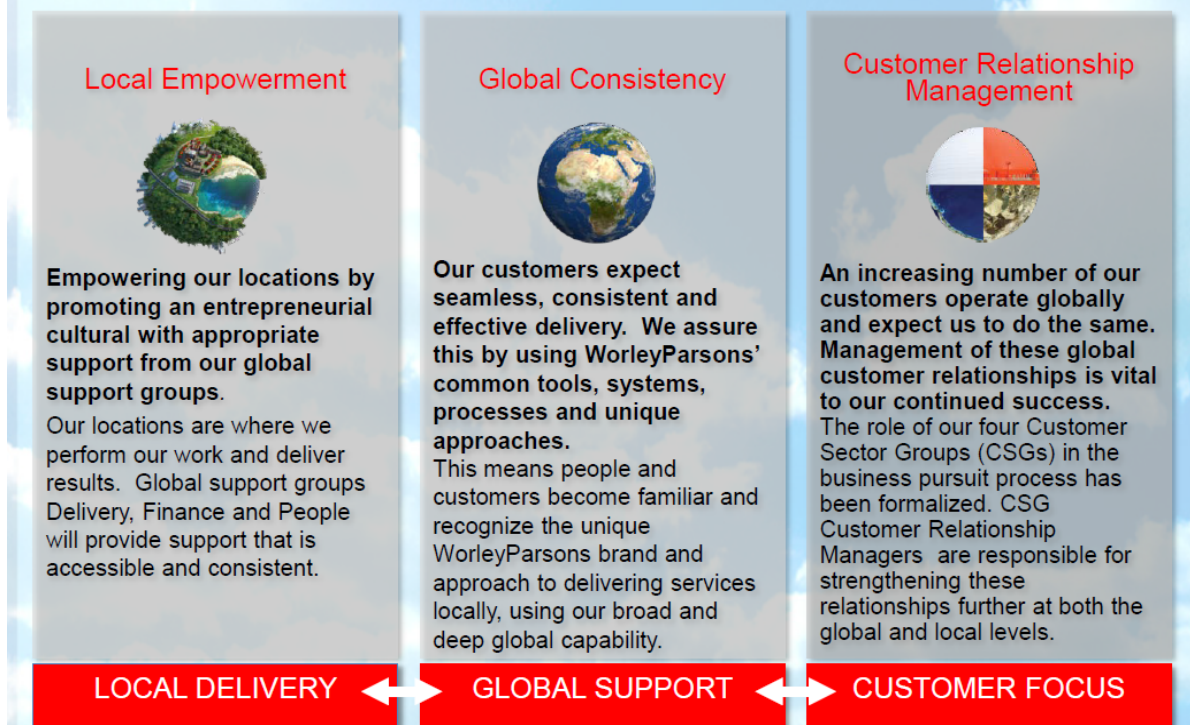 Local Empowerment
Empowering our locations by
promoting an entrepreneurial
cultural with appropriate
support from our global
support groups.
Our locations are where we
perform our work and deliver
results.  Global support groups
Delivery, Finance and People
will provide support that is
accessible and consistent.
LOCAL DELIVERY
Global Consistency
Our customers expect
seamless, consistent and
effective delivery.  We assure
this by using WorleyParsons’
common tools, systems,
processes and unique
approaches.
This means people and
customers become familiar and
recognize the unique
WorleyParsons brand and
approach to delivering services
locally, using our broad and
deep global capability.
GLOBAL SUPPORT
Customer Relationship
Management
An increasing number of our
customers operate globally
and expect us to do the same.
Management of these global
customer relationships is vital
to our continued success.
The role of our four Customer
Sector Groups (CSGs) in the
business pursuit process has
been formalized. CSG
Customer Relationship
Managers  are responsible for
strengthening these
relationships further at both the
global and local levels.
CUSTOMER FOCUS